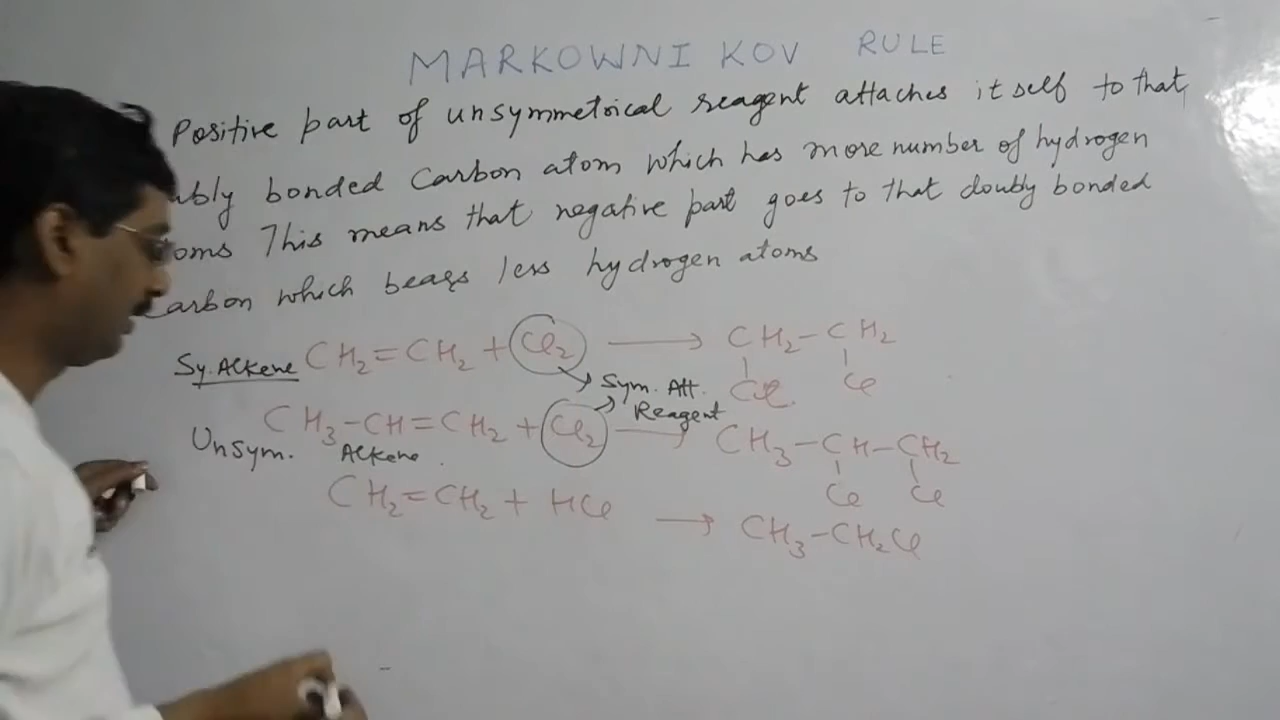 MARKOWNI KOV RULE
Positive part of unsymmetrical reagent attaches itself to that
ubly bonded Carbon atom which has more number of hydrogen
oms This means that negative part goes to that doubly bonded
arbon which bears less hydrogen atoms
Sy. Alkene CH2=CH2 + Cl2 → CH2-CH2
Cl Cl
Sym. Att.
Reagent
CH3-CH=CH2 + Cl2 → CH3-CH-CH2
Cl Cl
Unsym. Alkene.
CH2=CH2 + HCl → CH3-CH2Cl